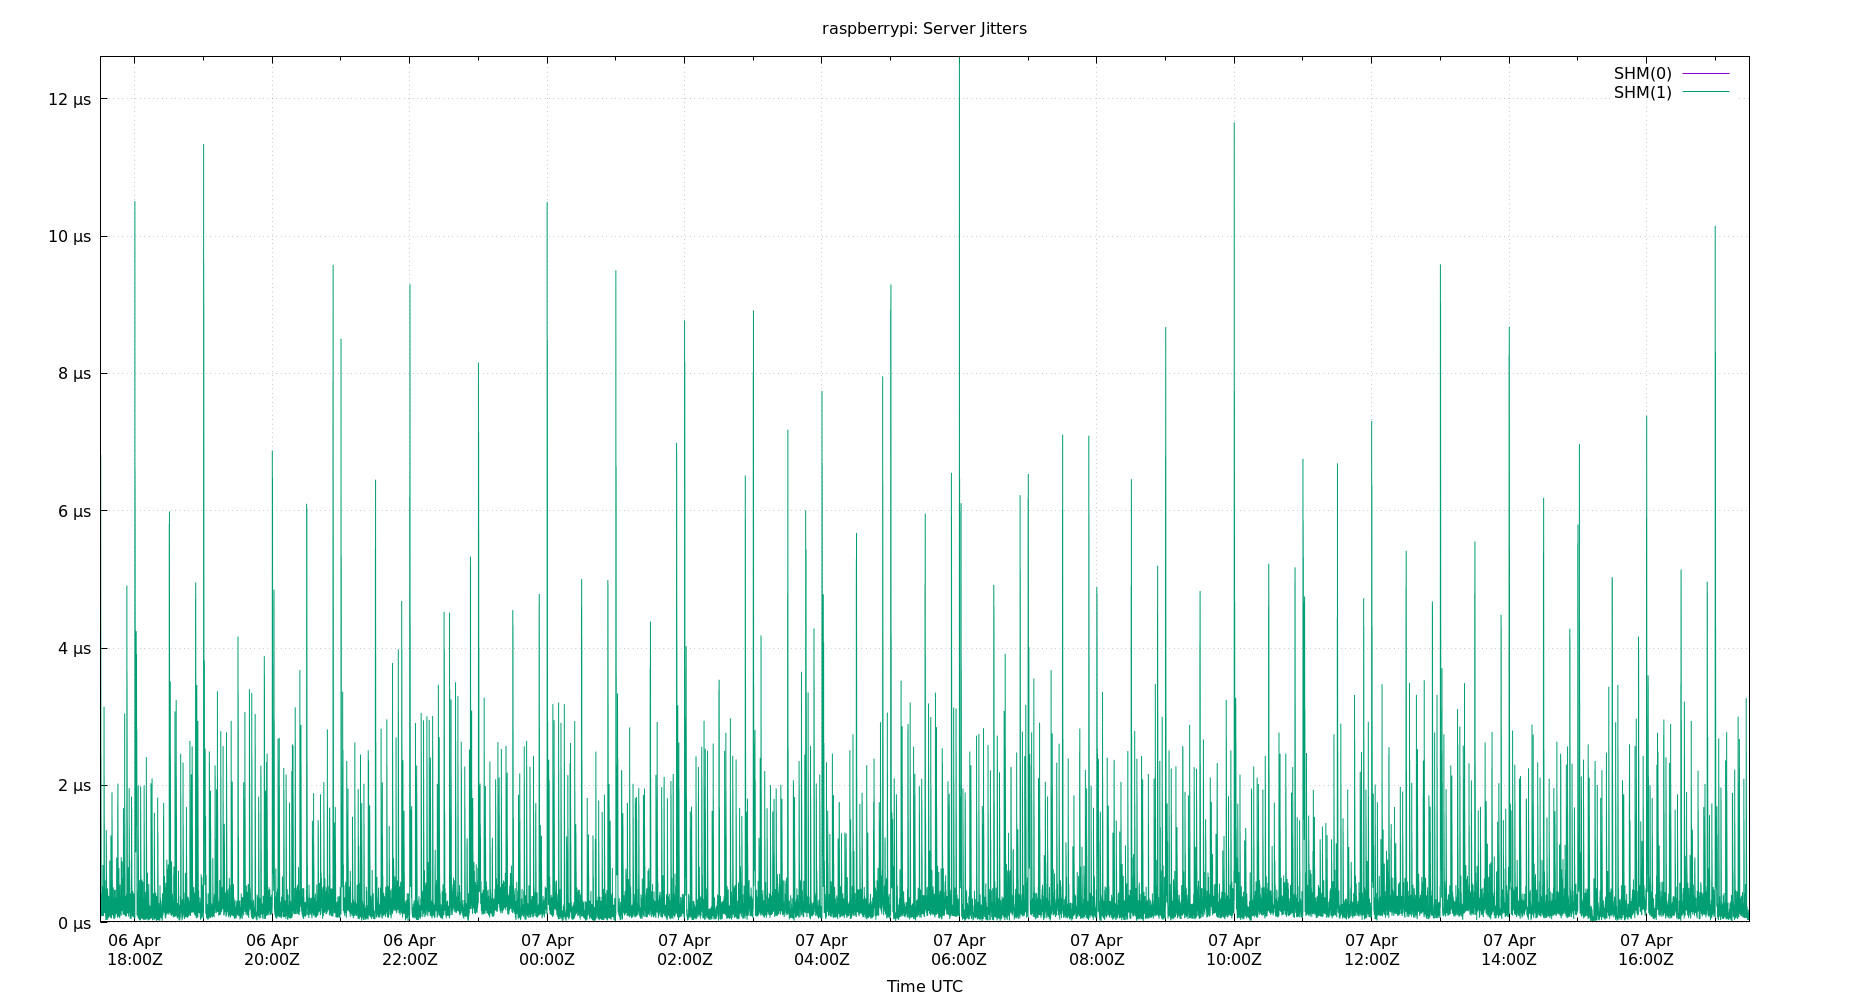 raspberrypi: Server Jitters
SHM(0)
SHM(1)
12 µs
10 µs
8 µs
6 µs
4 µs
2 µs
0 µs
06 Apr 06 Apr 06 Apr 07 Apr 07 Apr 07 Apr 07 Apr 07 Apr 07 Apr 07 Apr 07 Apr 07 Apr
18:00Z 20:00Z 22:00Z 00:00Z 02:00Z 04:00Z 06:00Z 08:00Z 10:00Z 12:00Z 14:00Z 16:00Z
Time UTC